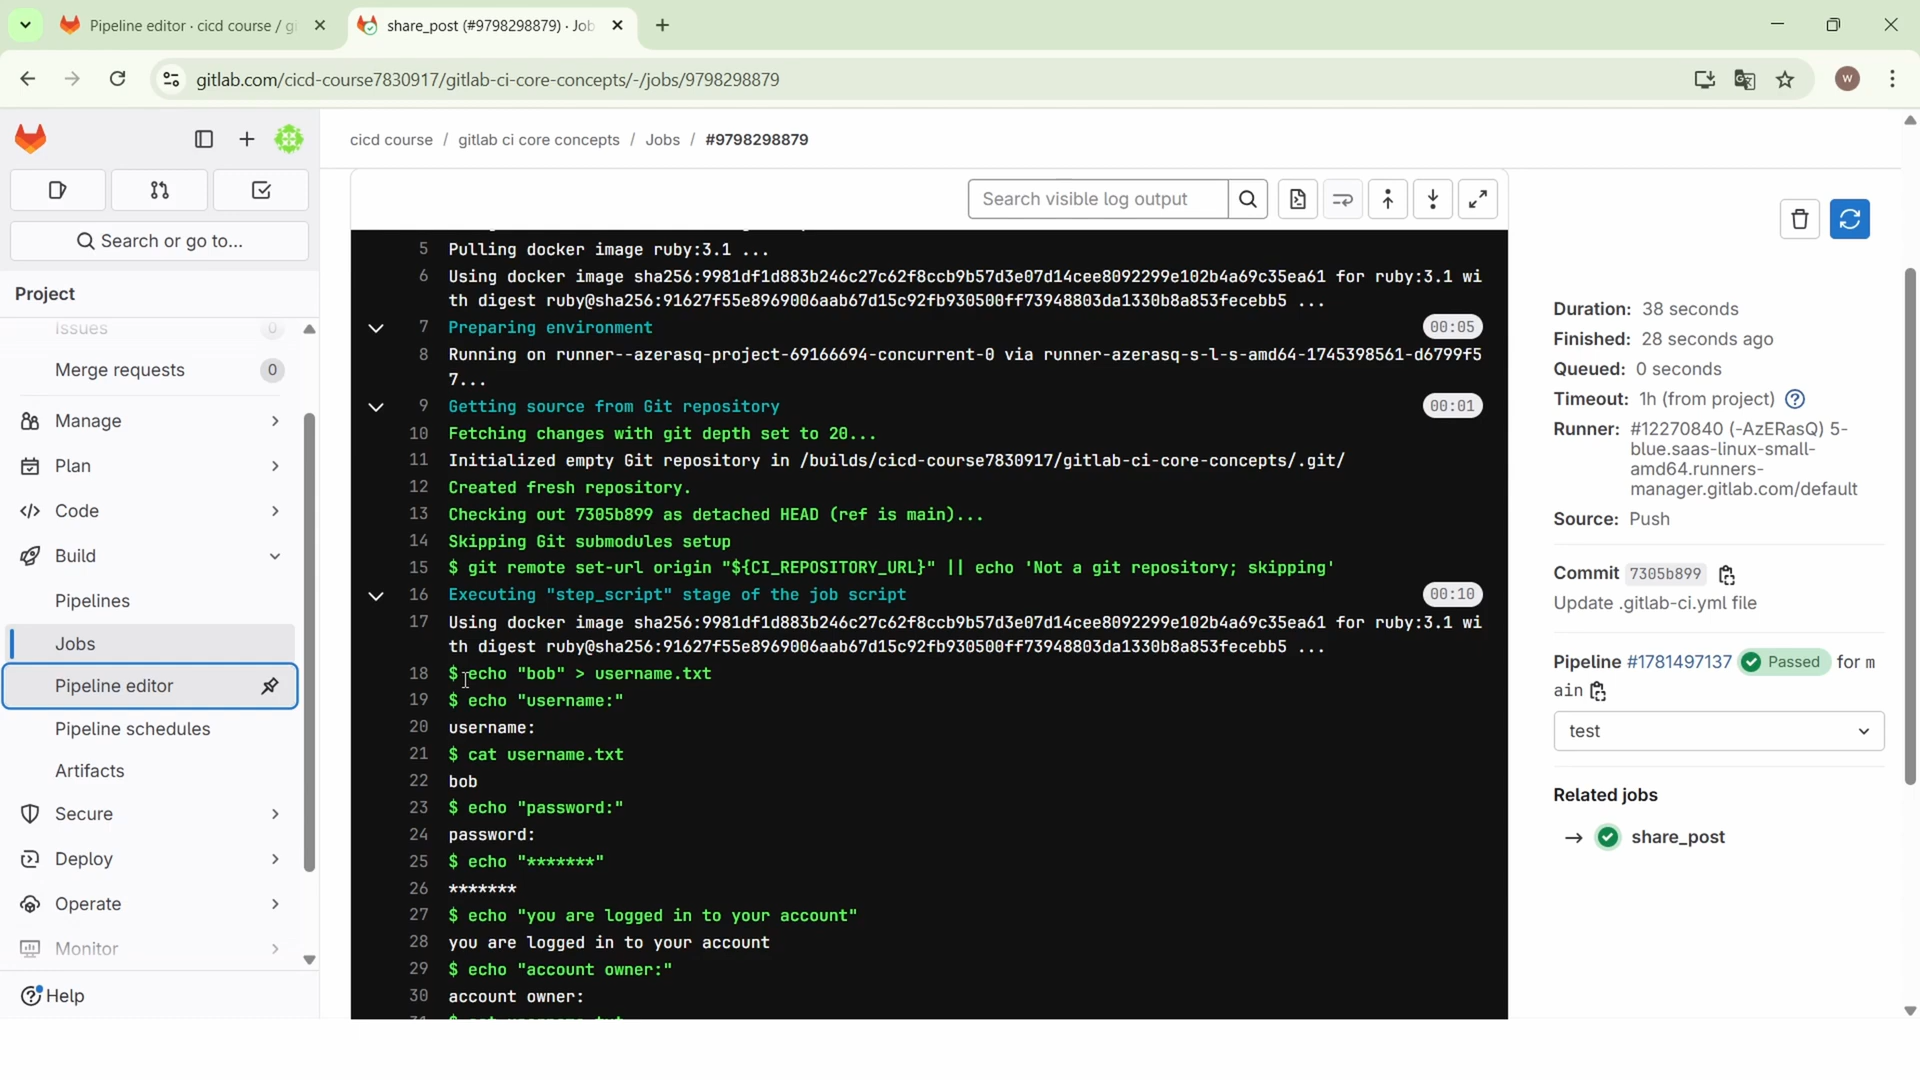 Pipeline editor · cicd course / gi
share_post (#9798298879) · Job
gitlab.com/cicd-course7830917/gitlab-ci-core-concepts/-/jobs/9798298879
W
cicd course / gitlab ci core concepts / Jobs / #9798298879
Search or go to...
Project
Issues 0
Merge requests 0
Manage
Plan
Code
Build
Pipelines
Jobs
Pipeline editor
Pipeline schedules
Artifacts
Secure
Deploy
Operate
Monitor
Help
Search visible log output
5 Pulling docker image ruby:3.1 ...
6 Using docker image sha256:9981df1d883b246c27c62f8ccb9b57d3e07d14cee8092299e102b4a69c35ea61 for ruby:3.1 wi
th digest ruby@sha256:91627f55e8969006aab67d15c92fb930500ff73948803da1330b8a853fecebb5 ...
7 Preparing environment 00:05
8 Running on runner--azerasq-project-69166694-concurrent-0 via runner-azerasq-s-l-s-amd64-1745398561-d6799f5
7...
9 Getting source from Git repository 00:01
10 Fetching changes with git depth set to 20...
11 Initialized empty Git repository in /builds/cicd-course7830917/gitlab-ci-core-concepts/.git/
12 Created fresh repository.
13 Checking out 7305b899 as detached HEAD (ref is main)...
14 Skipping Git submodules setup
15 $ git remote set-url origin "${CI_REPOSITORY_URL}" || echo 'Not a git repository; skipping'
16 Executing "step_script" stage of the job script 00:10
17 Using docker image sha256:9981df1d883b246c27c62f8ccb9b57d3e07d14cee8092299e102b4a69c35ea61 for ruby:3.1 wi
th digest ruby@sha256:91627f55e8969006aab67d15c92fb930500ff73948803da1330b8a853fecebb5 ...
18 $ echo "bob" > username.txt
19 $ echo "username:"
20 username:
21 $ cat username.txt
22 bob
23 $ echo "password:"
24 password:
25 $ echo "*******"
26 *******
27 $ echo "you are logged in to your account"
28 you are logged in to your account
29 $ echo "account owner:"
30 account owner:
31 $ cat username.txt
Duration: 38 seconds
Finished: 28 seconds ago
Queued: 0 seconds
Timeout: 1h (from project)
Runner: #12270840 (-AzERasQ) 5-
blue.saas-linux-small-
amd64.runners-
manager.gitlab.com/default
Source: Push
Commit 7305b899
Update .gitlab-ci.yml file
Pipeline #1781497137 Passed for m
ain
test
Related jobs
share_post